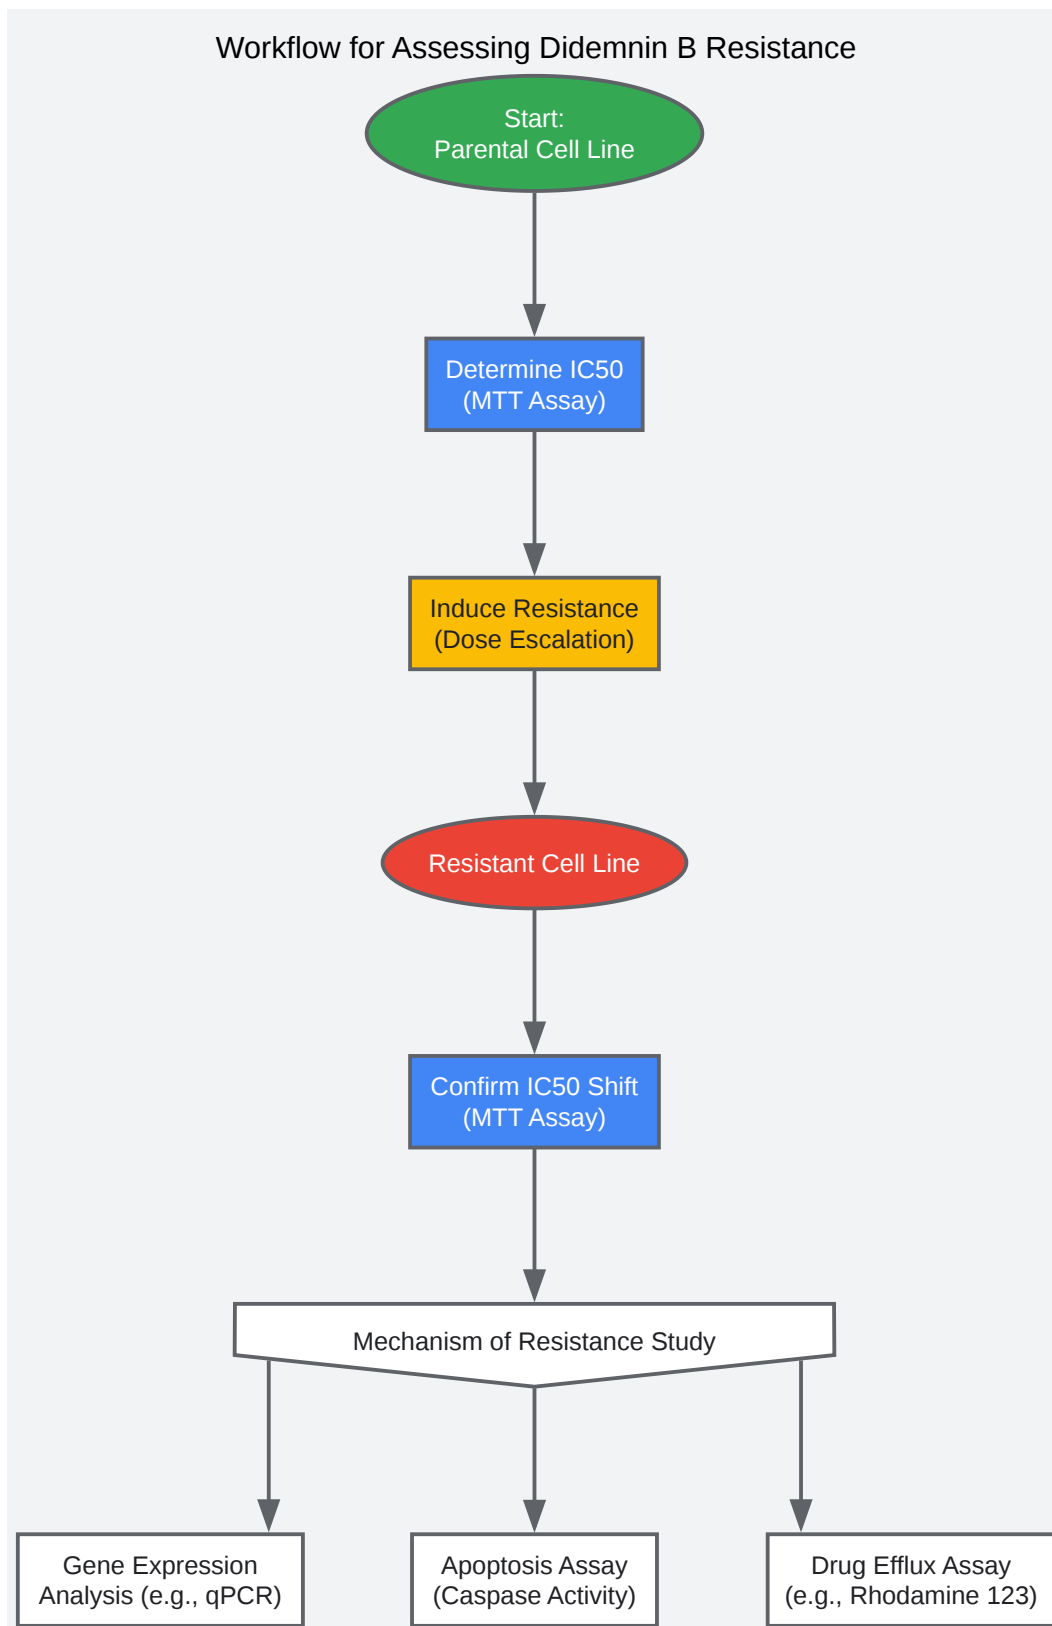 Workflow for Assessing Didemnin B Resistance
Start:
Parental Cell Line
Determine IC50
(MTT Assay)
Induce Resistance
(Dose Escalation)
Resistant Cell Line
Confirm IC50 Shift
(MTT Assay)
Mechanism of Resistance Study
Gene Expression
Analysis (e.g., qPCR)
Apoptosis Assay
(Caspase Activity)
Drug Efflux Assay
(e.g., Rhodamine 123)